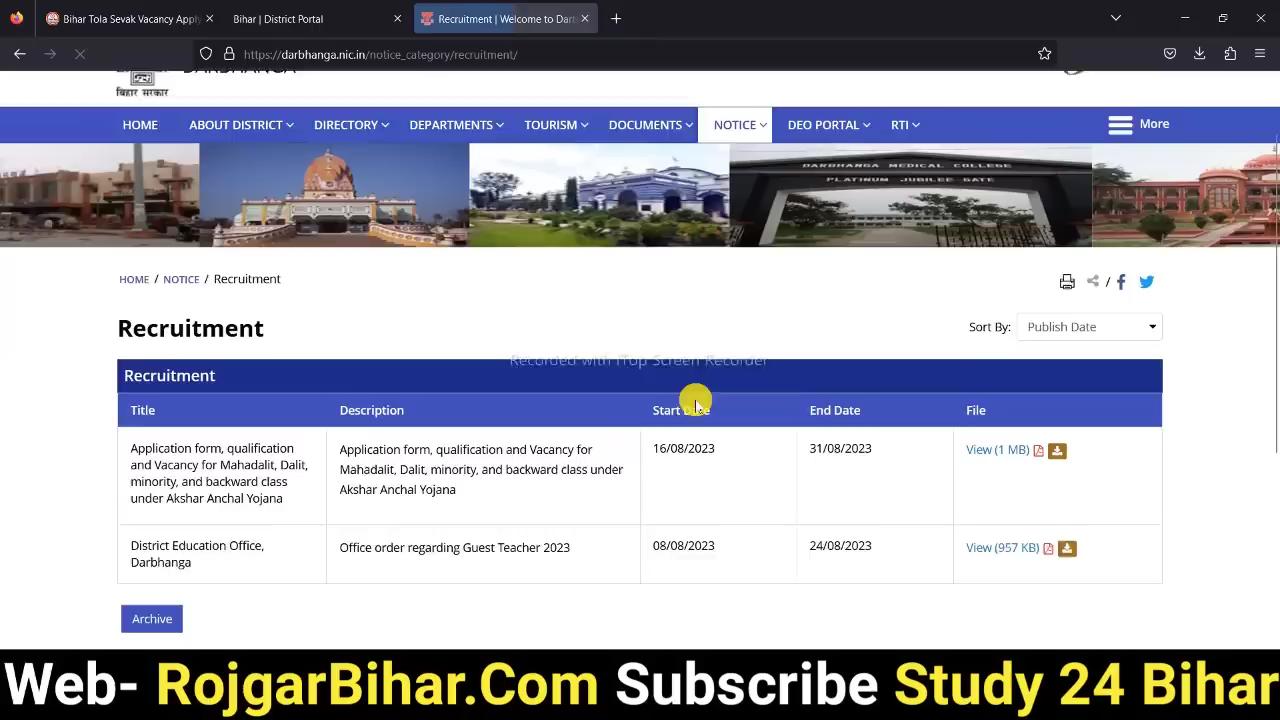 Bihar Tola Sevak Vacancy Apply
Bihar | District Portal
Recruitment | Welcome to Darb
https://darbhanga.nic.in/notice_category/recruitment/
DARBHANGA
बिहार सरकार
HOME ABOUT DISTRICT DIRECTORY DEPARTMENTS TOURISM DOCUMENTS NOTICE DEO PORTAL RTI More
DARBHANGA MEDICAL COLLEGE
PLATINUM JUBILEE GATE
HOME / NOTICE / Recruitment
Recruitment
Sort By: Publish Date
Recorded with iTop Screen Recorder
Recruitment
Title Description Start Date End Date File
Application form, qualification
and Vacancy for Mahadalit, Dalit,
minority, and backward class
under Akshar Anchal Yojana
Application form, qualification and Vacancy for
Mahadalit, Dalit, minority, and backward class under
Akshar Anchal Yojana
16/08/2023 31/08/2023 View (1 MB)
District Education Office,
Darbhanga
Office order regarding Guest Teacher 2023
08/08/2023 24/08/2023 View (957 KB)
Archive
Web- RojgarBihar.Com Subscribe Study 24 Bihar